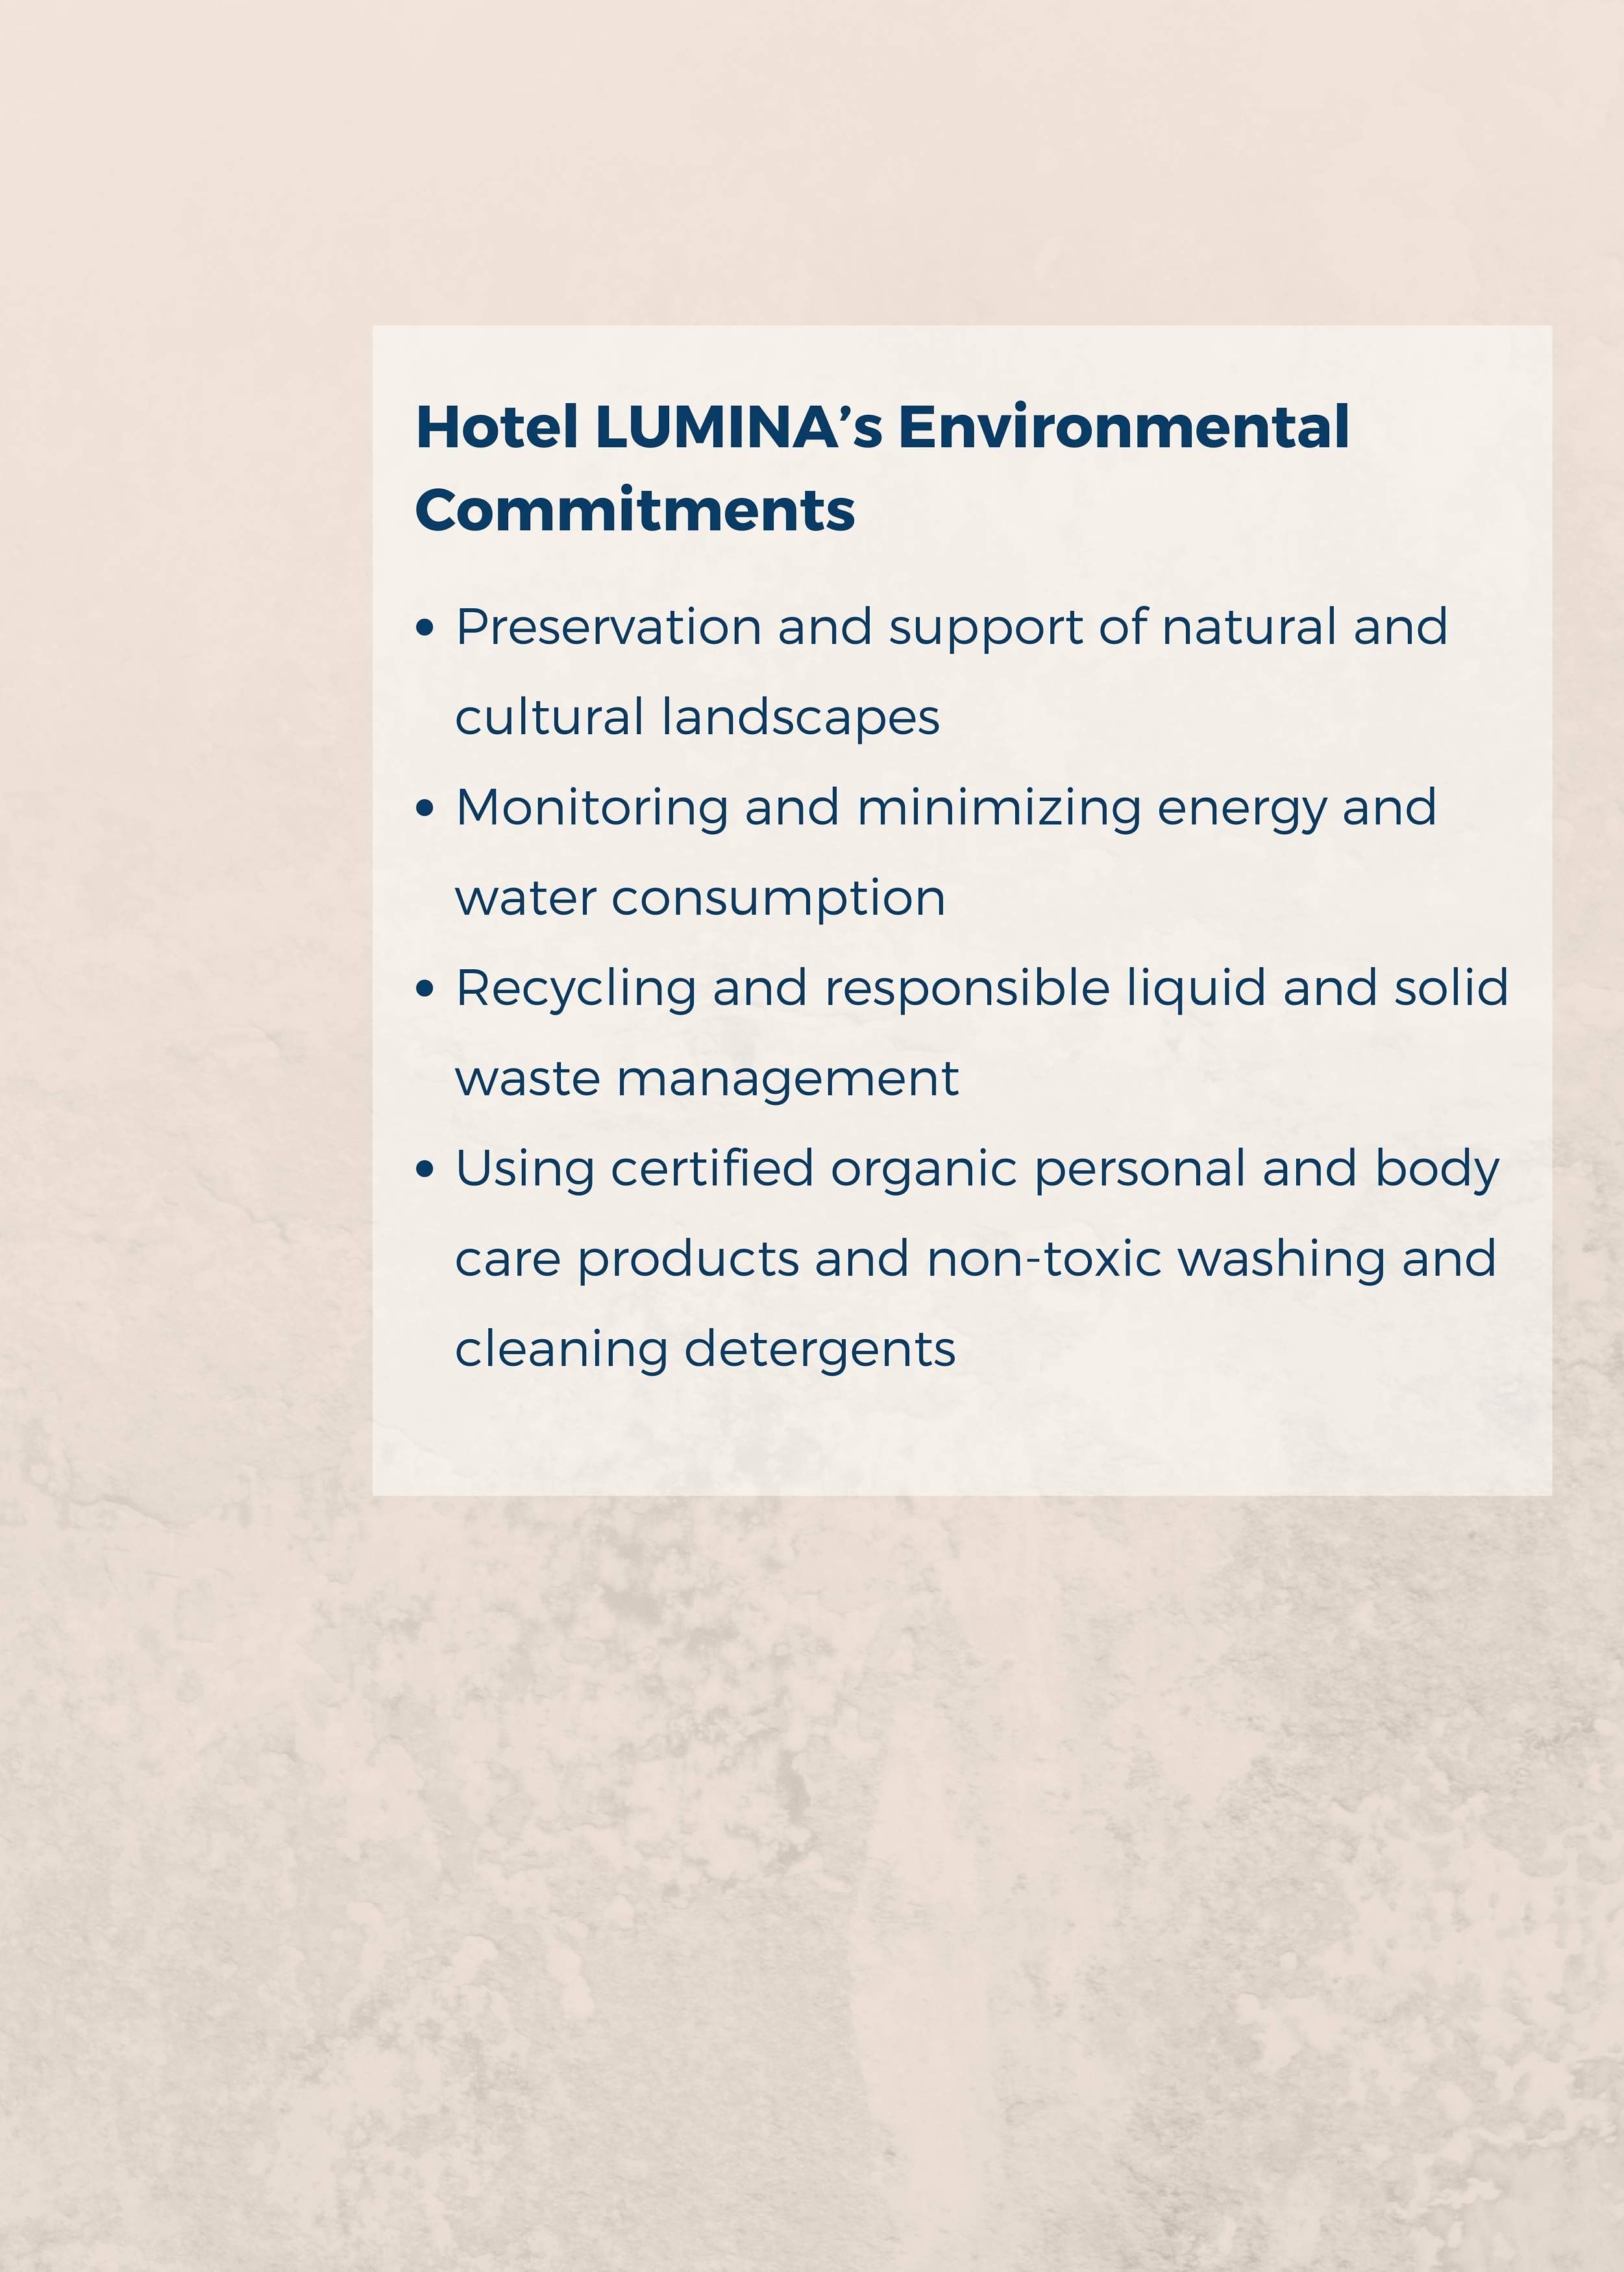 Hotel LUMINA’s Environmental
Commitments
• Preservation and support of natural and
cultural landscapes
• Monitoring and minimizing energy and
water consumption
• Recycling and responsible liquid and solid
waste management
• Using certified organic personal and body
care products and non-toxic washing and
cleaning detergents